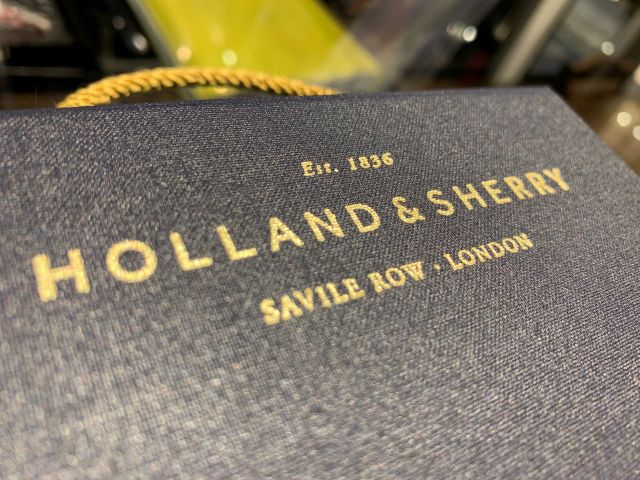 Est. 1836
HOLLAND & SHERRY
SAVILE ROW · LONDON